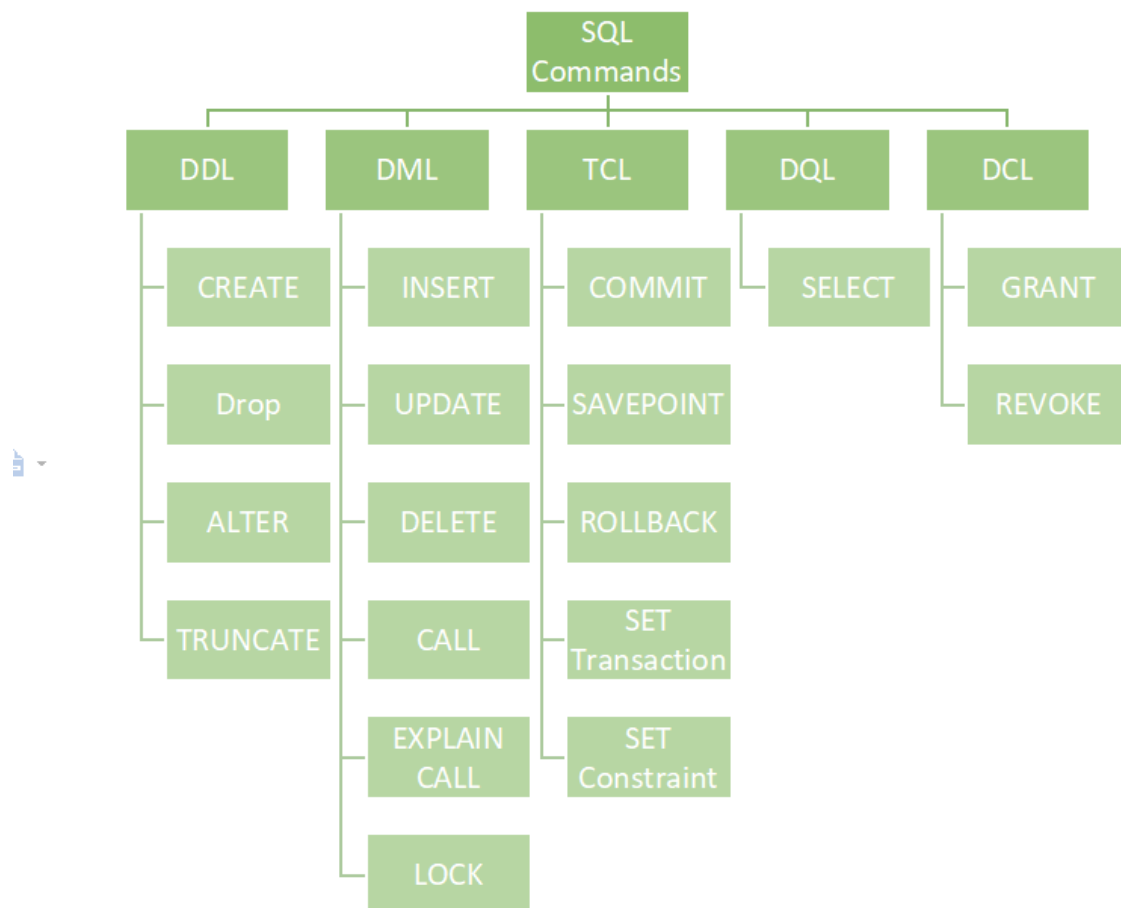 SQL
Commands
DDL
DML
TCL
DQL
DCL
CREATE
INSERT
COMMIT
SELECT
GRANT
Drop
UPDATE
SAVEPOINT
REVOKE
ALTER
DELETE
ROLLBACK
TRUNCATE
CALL
SET
Transaction
EXPLAIN
CALL
SET
Constraint
LOCK